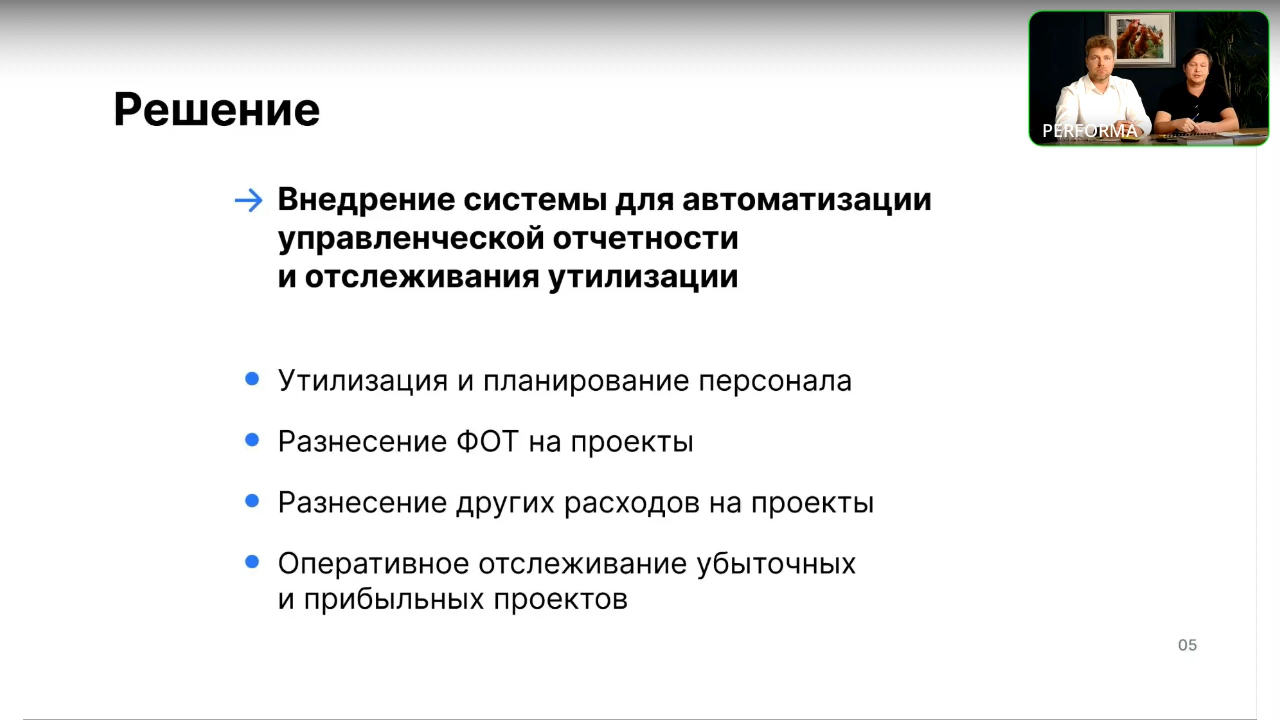 Решение
PERFORMA
→ Внедрение системы для автоматизации
управленческой отчетности
и отслеживания утилизации
• Утилизация и планирование персонала
• Разнесение ФОТ на проекты
• Разнесение других расходов на проекты
• Оперативное отслеживание убыточных
и прибыльных проектов
05